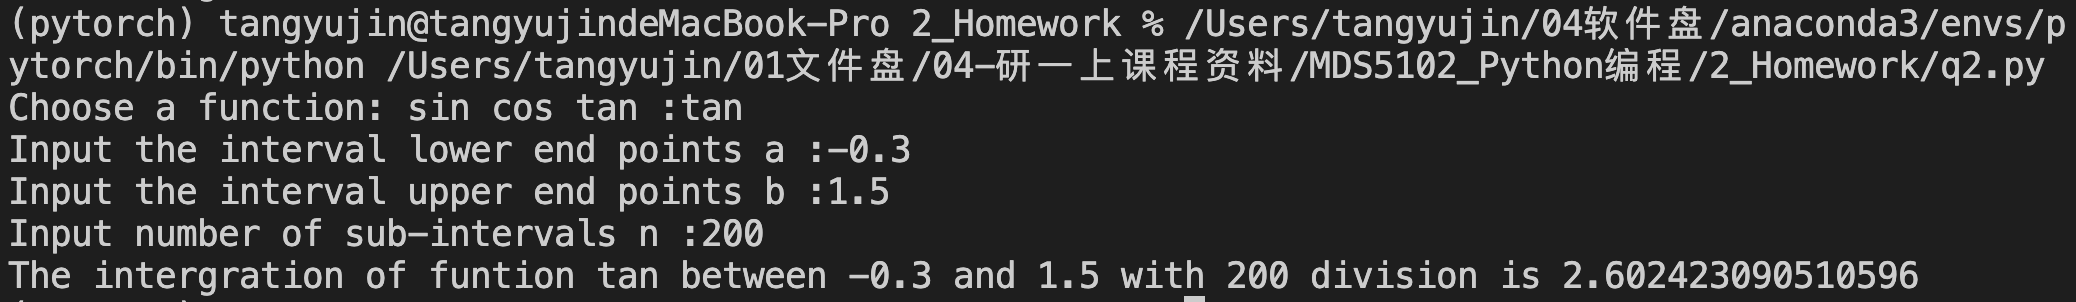 (pytorch) tangyujin@tangyujindeMacBook-Pro 2_Homework % /Users/tangyujin/04软件盘/anaconda3/envs/p
ytorch/bin/python /Users/tangyujin/01文件盘/04-研一上课程资料/MDS5102_Python编程/2_Homework/q2.py
Choose a function: sin cos tan :tan
Input the interval lower end points a :-0.3
Input the interval upper end points b :1.5
Input number of sub-intervals n :200
The intergration of funtion tan between -0.3 and 1.5 with 200 division is 2.602423090510596